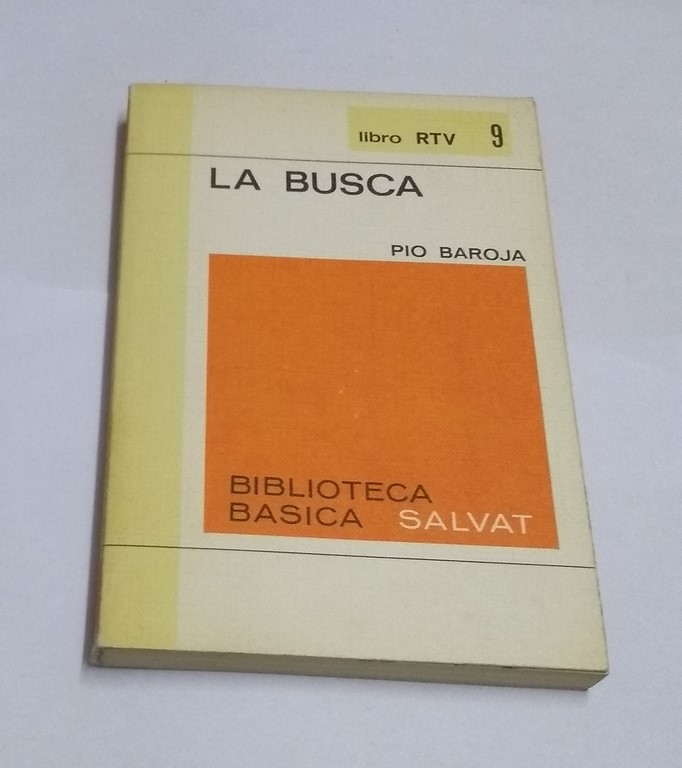 libro RTV 9
LA BUSCA
PIO BAROJA
BIBLIOTECA
BASICA SALVAT